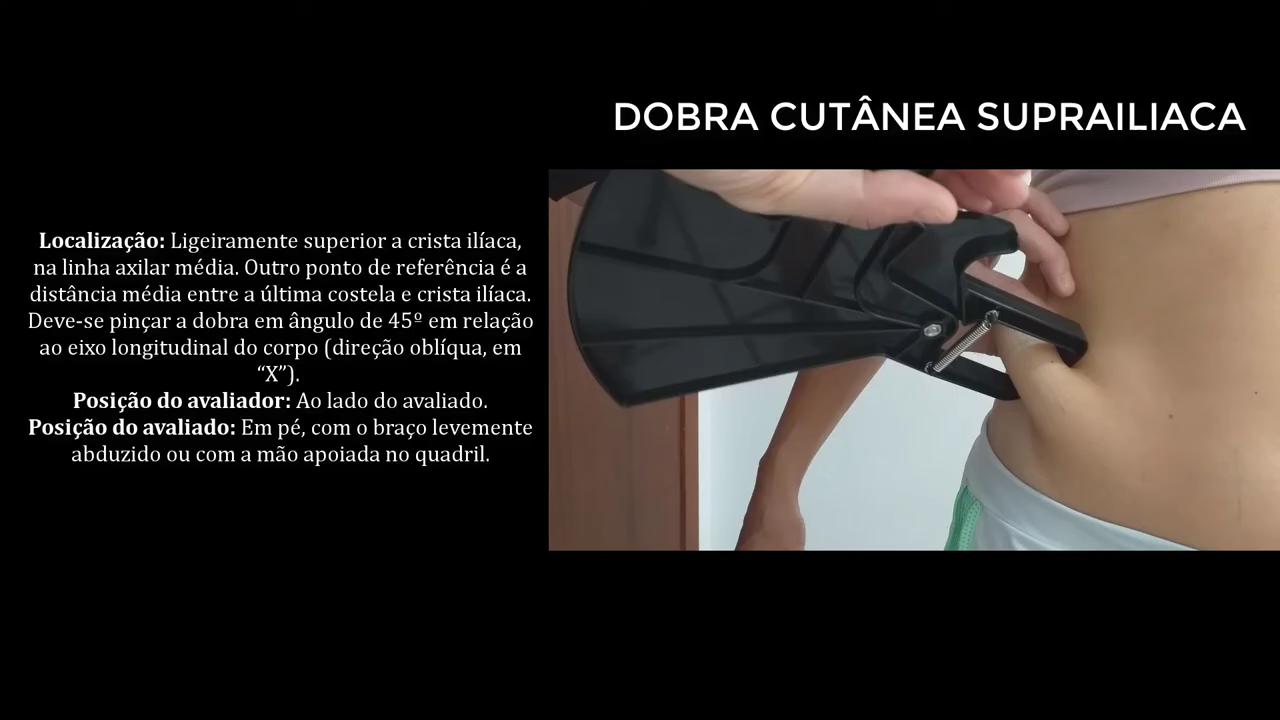 DOBRA CUTÂNEA SUPRAILIACA
Localização: Ligeiramente superior a crista ilíaca,
na linha axilar média. Outro ponto de referência é a
distância média entre a última costela e crista ilíaca.
Deve-se pinçar a dobra em ângulo de 45º em relação
ao eixo longitudinal do corpo (direção oblíqua, em
“X”).
Posição do avaliador: Ao lado do avaliado.
Posição do avaliado: Em pé, com o braço levemente
abduzido ou com a mão apoiada no quadril.